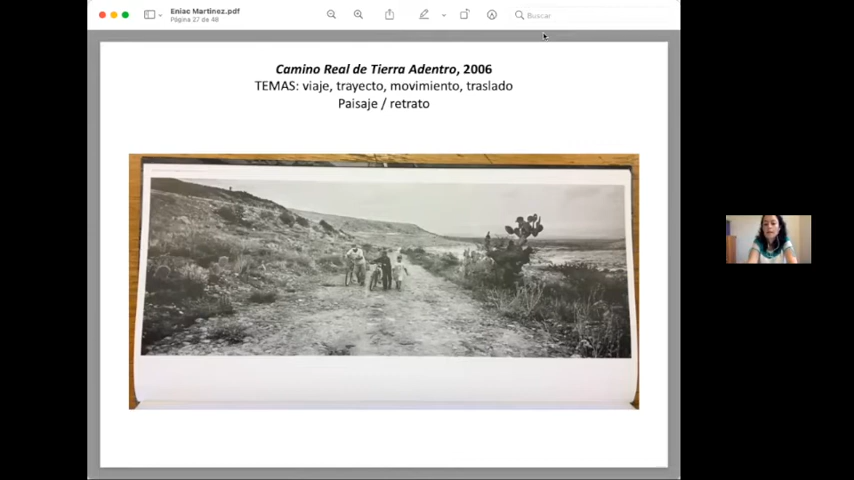 Eniac Martinez.pdf
Página 27 de 48
Buscar
Camino Real de Tierra Adentro, 2006
TEMAS: viaje, trayecto, movimiento, traslado
Paisaje / retrato